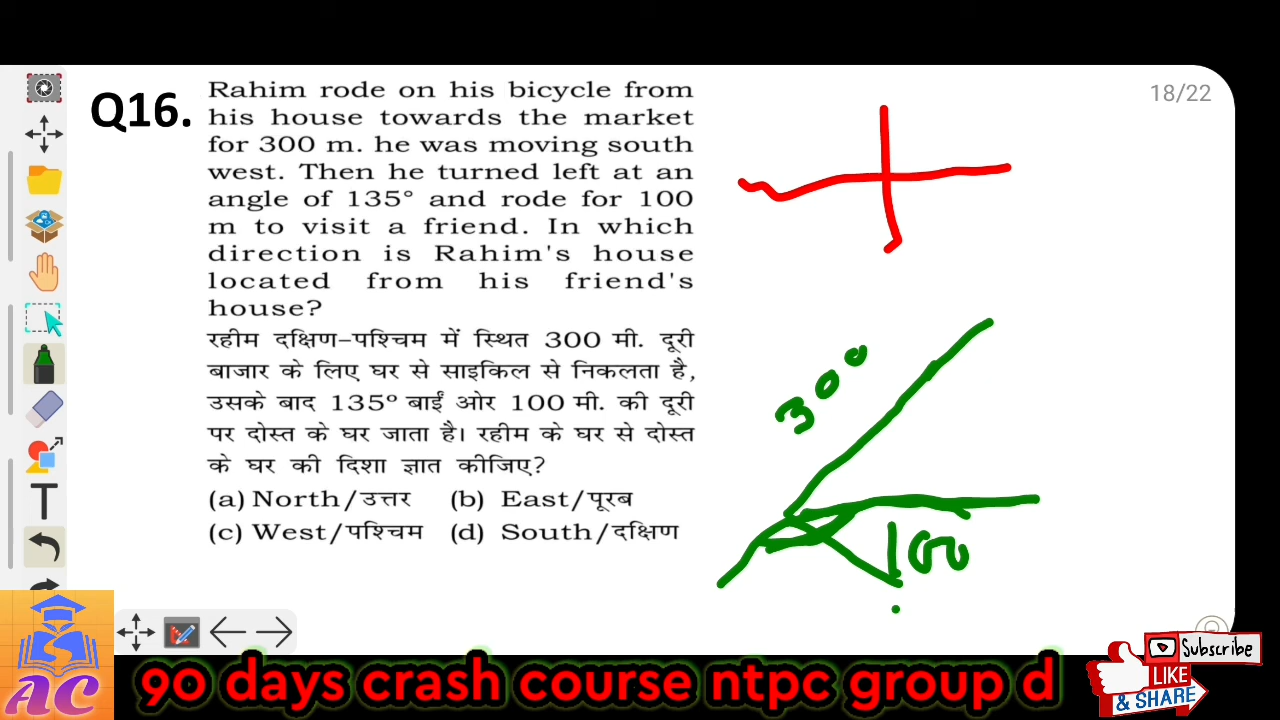 18/22
Q16.
Rahim rode on his bicycle from
his house towards the market
for 300 m. he was moving south
west. Then he turned left at an
angle of 135° and rode for 100
m to visit a friend. In which
direction is Rahim's house
located from his friend's
house?
रहीम दक्षिण–पश्चिम में स्थित 300 मी. दूरी
बाजार के लिए घर से साइकिल से निकलता है,
उसके बाद 135° बाईं ओर 100 मी. की दूरी
पर दोस्त के घर जाता है। रहीम के घर से दोस्त
के घर की दिशा ज्ञात कीजिए?
(a) North/उत्तर (b) East/पूरब
(c) West/पश्चिम (d) South/दक्षिण
300
100
T
AC
90 days crash course ntpc group d
Subscribe
LIKE
& SHARE